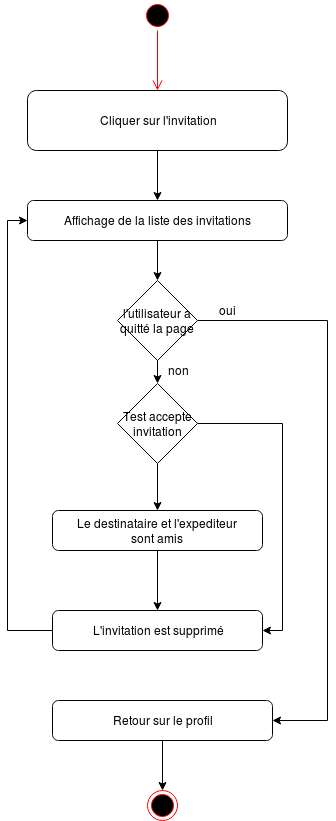 Cliquer sur l'invitation
Affichage de la liste des invitations
l'utilisateur a
quitté la page
oui
non
Test accepte
invitation
Le destinataire et l'expediteur
sont amis
L'invitation est supprimé
Retour sur le profil